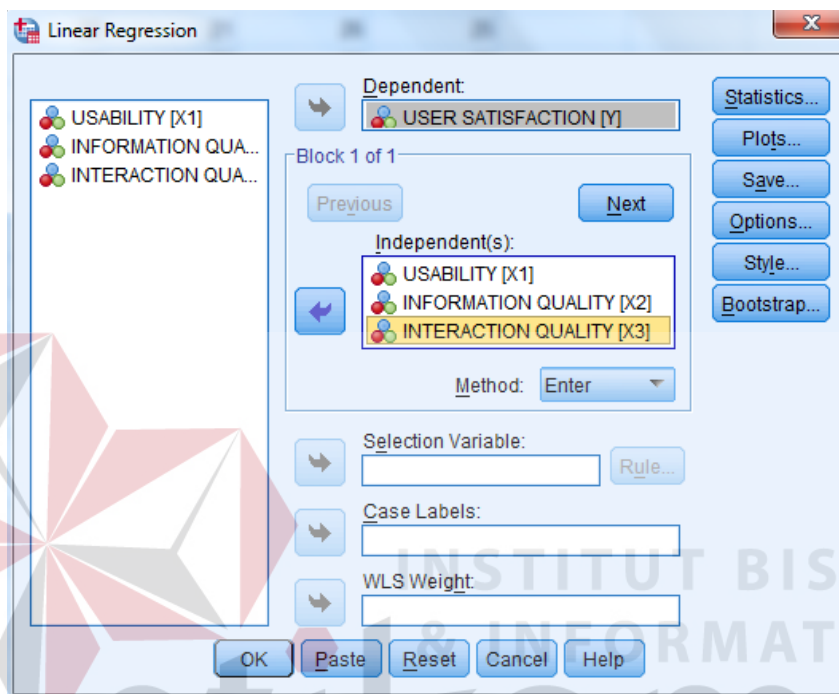 Linear Regression
USABILITY [X1]
INFORMATION QUA...
INTERACTION QUA...
Dependent:
USER SATISFACTION [Y]
Block 1 of 1
Previous
Next
Independent(s):
USABILITY [X1]
INFORMATION QUALITY [X2]
INTERACTION QUALITY [X3]
Method: Enter
Selection Variable:
Rule...
Case Labels:
WLS Weight:
Statistics...
Plots...
Save...
Options...
Style...
Bootstrap...
OK
Paste
Reset
Cancel
Help
INSTITUT BIS
& INFORMAT